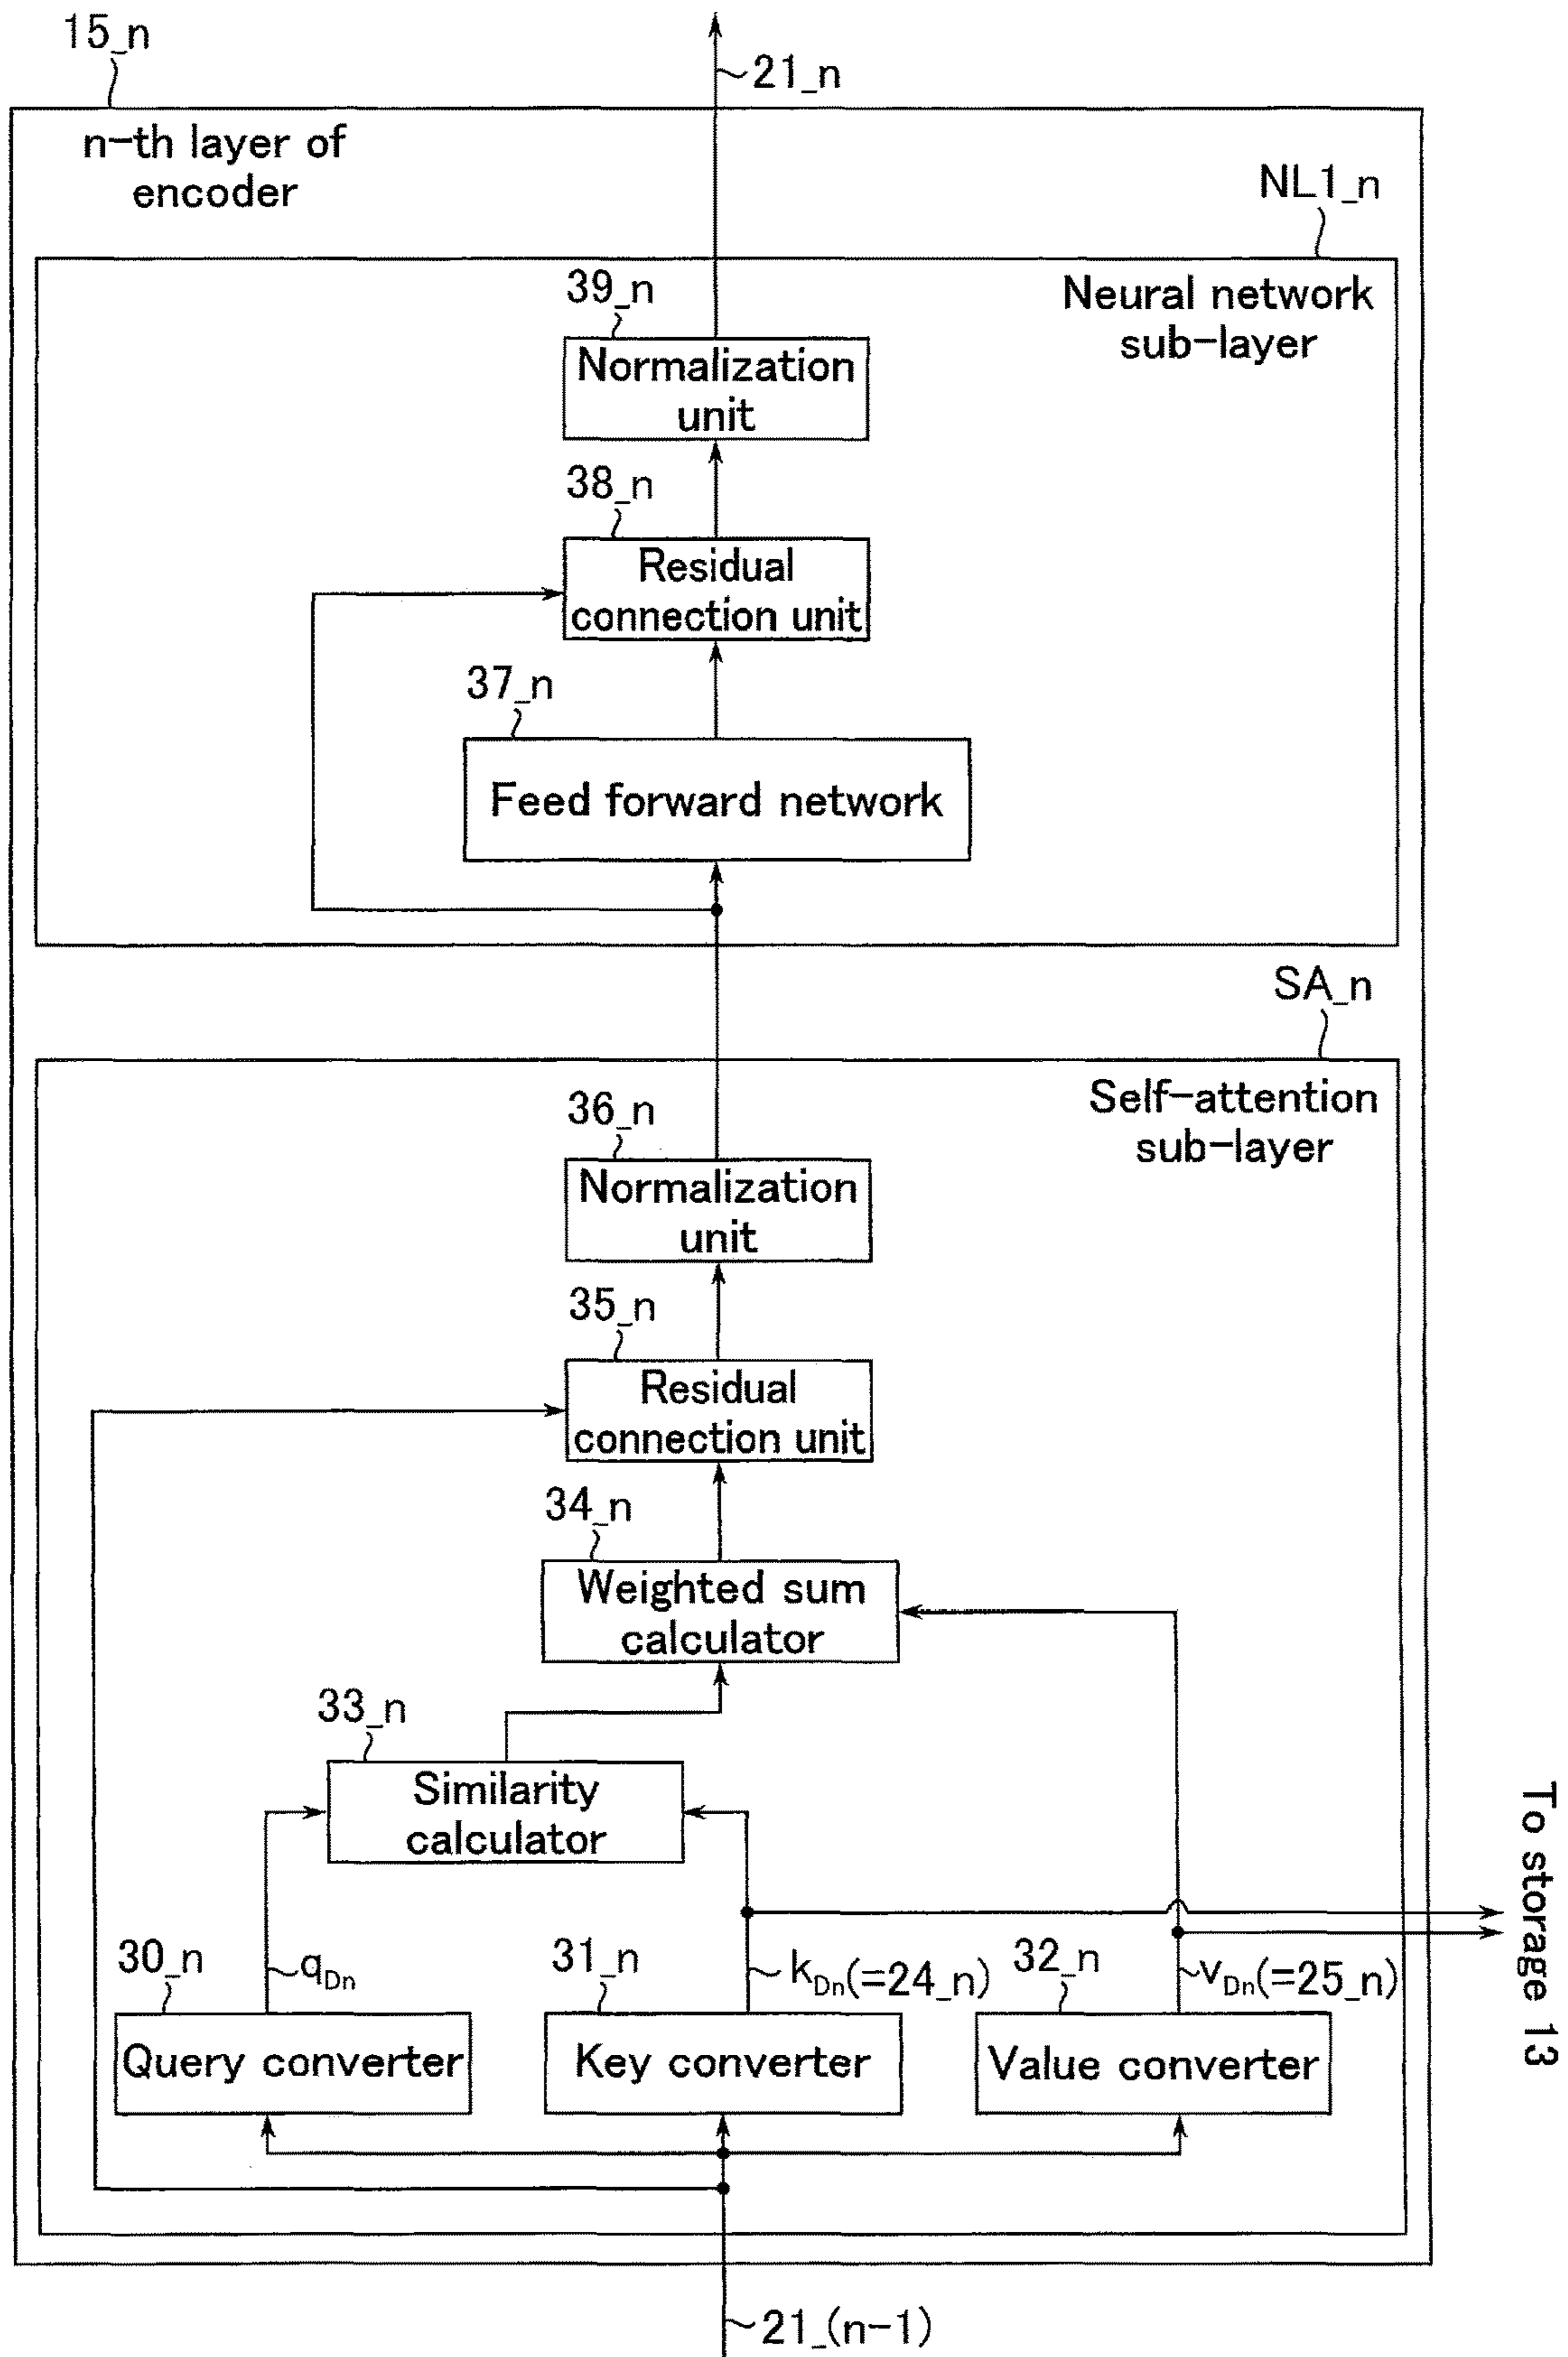 15_n
21_n
n-th layer of
encoder
NL1_n
Neural network
sub-layer
39_n
Normalization
unit
38_n
Residual
connection unit
37_n
Feed forward network
SA_n
Self-attention
sub-layer
36_n
Normalization
unit
35_n
Residual
connection unit
34_n
Weighted sum
calculator
33_n
Similarity
calculator
To storage 13
30_n
qDn
31_n
kDn(=24_n)
32_n
vDn(=25_n)
Query converter
Key converter
Value converter
21_(n-1)